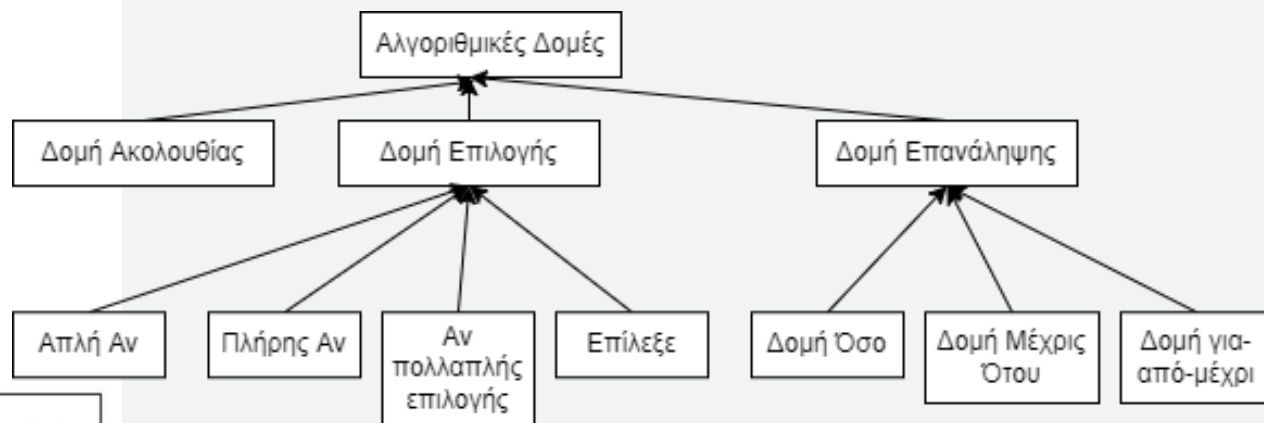 Αλγοριθμικές Δομές
Δομή Ακολουθίας
Δομή Επιλογής
Δομή Επανάληψης
Απλή Αν
Πλήρης Αν
Αν
πολλαπλής
επιλογής
Επίλεξε
Δομή Όσο
Δομή Μέχρις
Ότου
Δομή για-
από-μέχρι